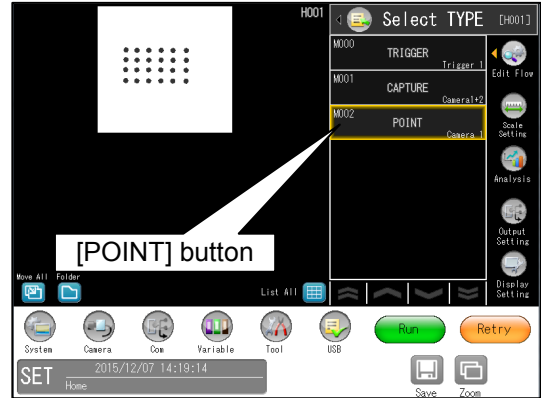 H001
Select TYPE [H001]
M000
TRIGGER
Trigger 1
M001
CAPTURE
Camera1+2
M002
POINT
Camera 1
Edit Flow
Scale
Setting
Analysis
Output
Setting
Display
Setting
[POINT] button
Move All Folder
List All
System Camera Com Variable Tool USB
Run Retry
SET 2015/12/07 14:19:14
Home
Save Zoom